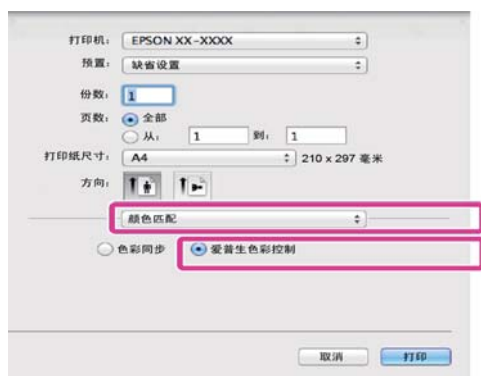 打印机： EPSON XX-XXXX
预置： 缺省设置
份数： 1
页数： 全部
从： 1 到： 1
打印纸尺寸： A4 210 x 297 毫米
方向：
颜色匹配
色彩同步 爱普生色彩控制
取消 打印